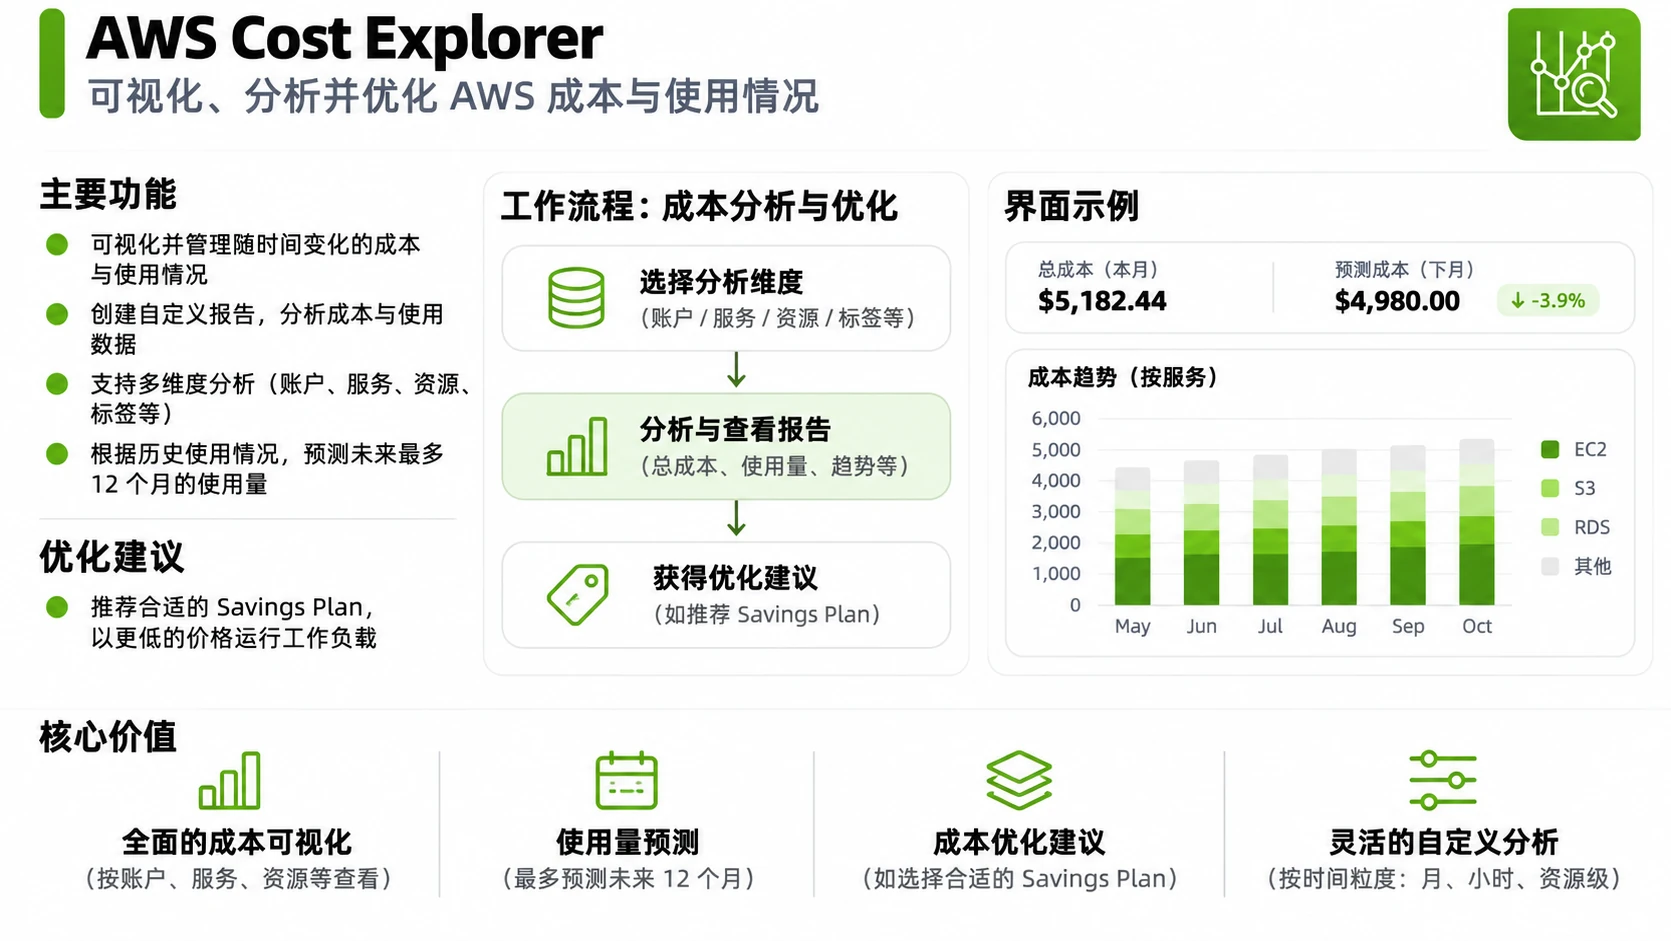 AWS Cost Explorer
可视化、分析并优化 AWS 成本与使用情况
主要功能
可视化并管理随时间变化的成本
与使用情况
创建自定义报告，分析成本与使用
数据
支持多维度分析（账户、服务、资源、
标签等）
根据历史使用情况，预测未来最多
12 个月的使用量
优化建议
推荐合适的 Savings Plan，
以更低的价格运行工作负载
工作流程：成本分析与优化
选择分析维度
（账户 / 服务 / 资源 / 标签等）
分析与查看报告
（总成本、使用量、趋势等）
获得优化建议
（如推荐 Savings Plan）
界面示例
总成本（本月）
$5,182.44
预测成本（下月）
$4,980.00
↓ -3.9%
成本趋势（按服务）
6,000
5,000
4,000
3,000
2,000
1,000
0
May Jun Jul Aug Sep Oct
EC2
S3
RDS
其他
核心价值
全面的成本可视化
（按账户、服务、资源等查看）
使用量预测
（最多预测未来 12 个月）
成本优化建议
（如选择合适的 Savings Plan）
灵活的自定义分析
（按时间粒度：月、小时、资源级）